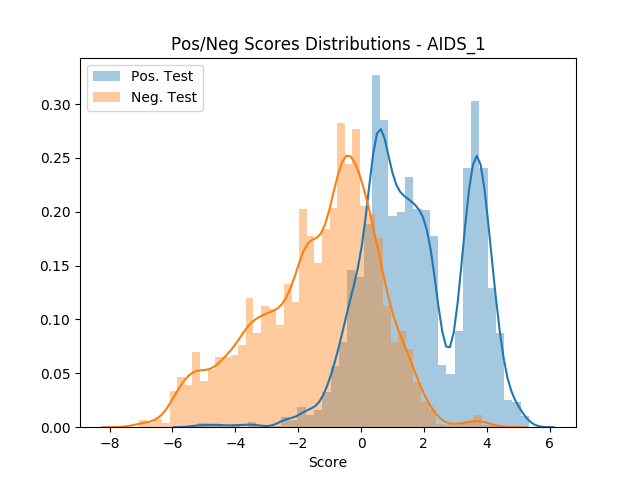 Pos/Neg Scores Distributions - AIDS_1
Pos. Test
Neg. Test
0.30
0.25
0.20
0.15
0.10
0.05
0.00
−8 −6 −4 −2 0 2 4 6
Score